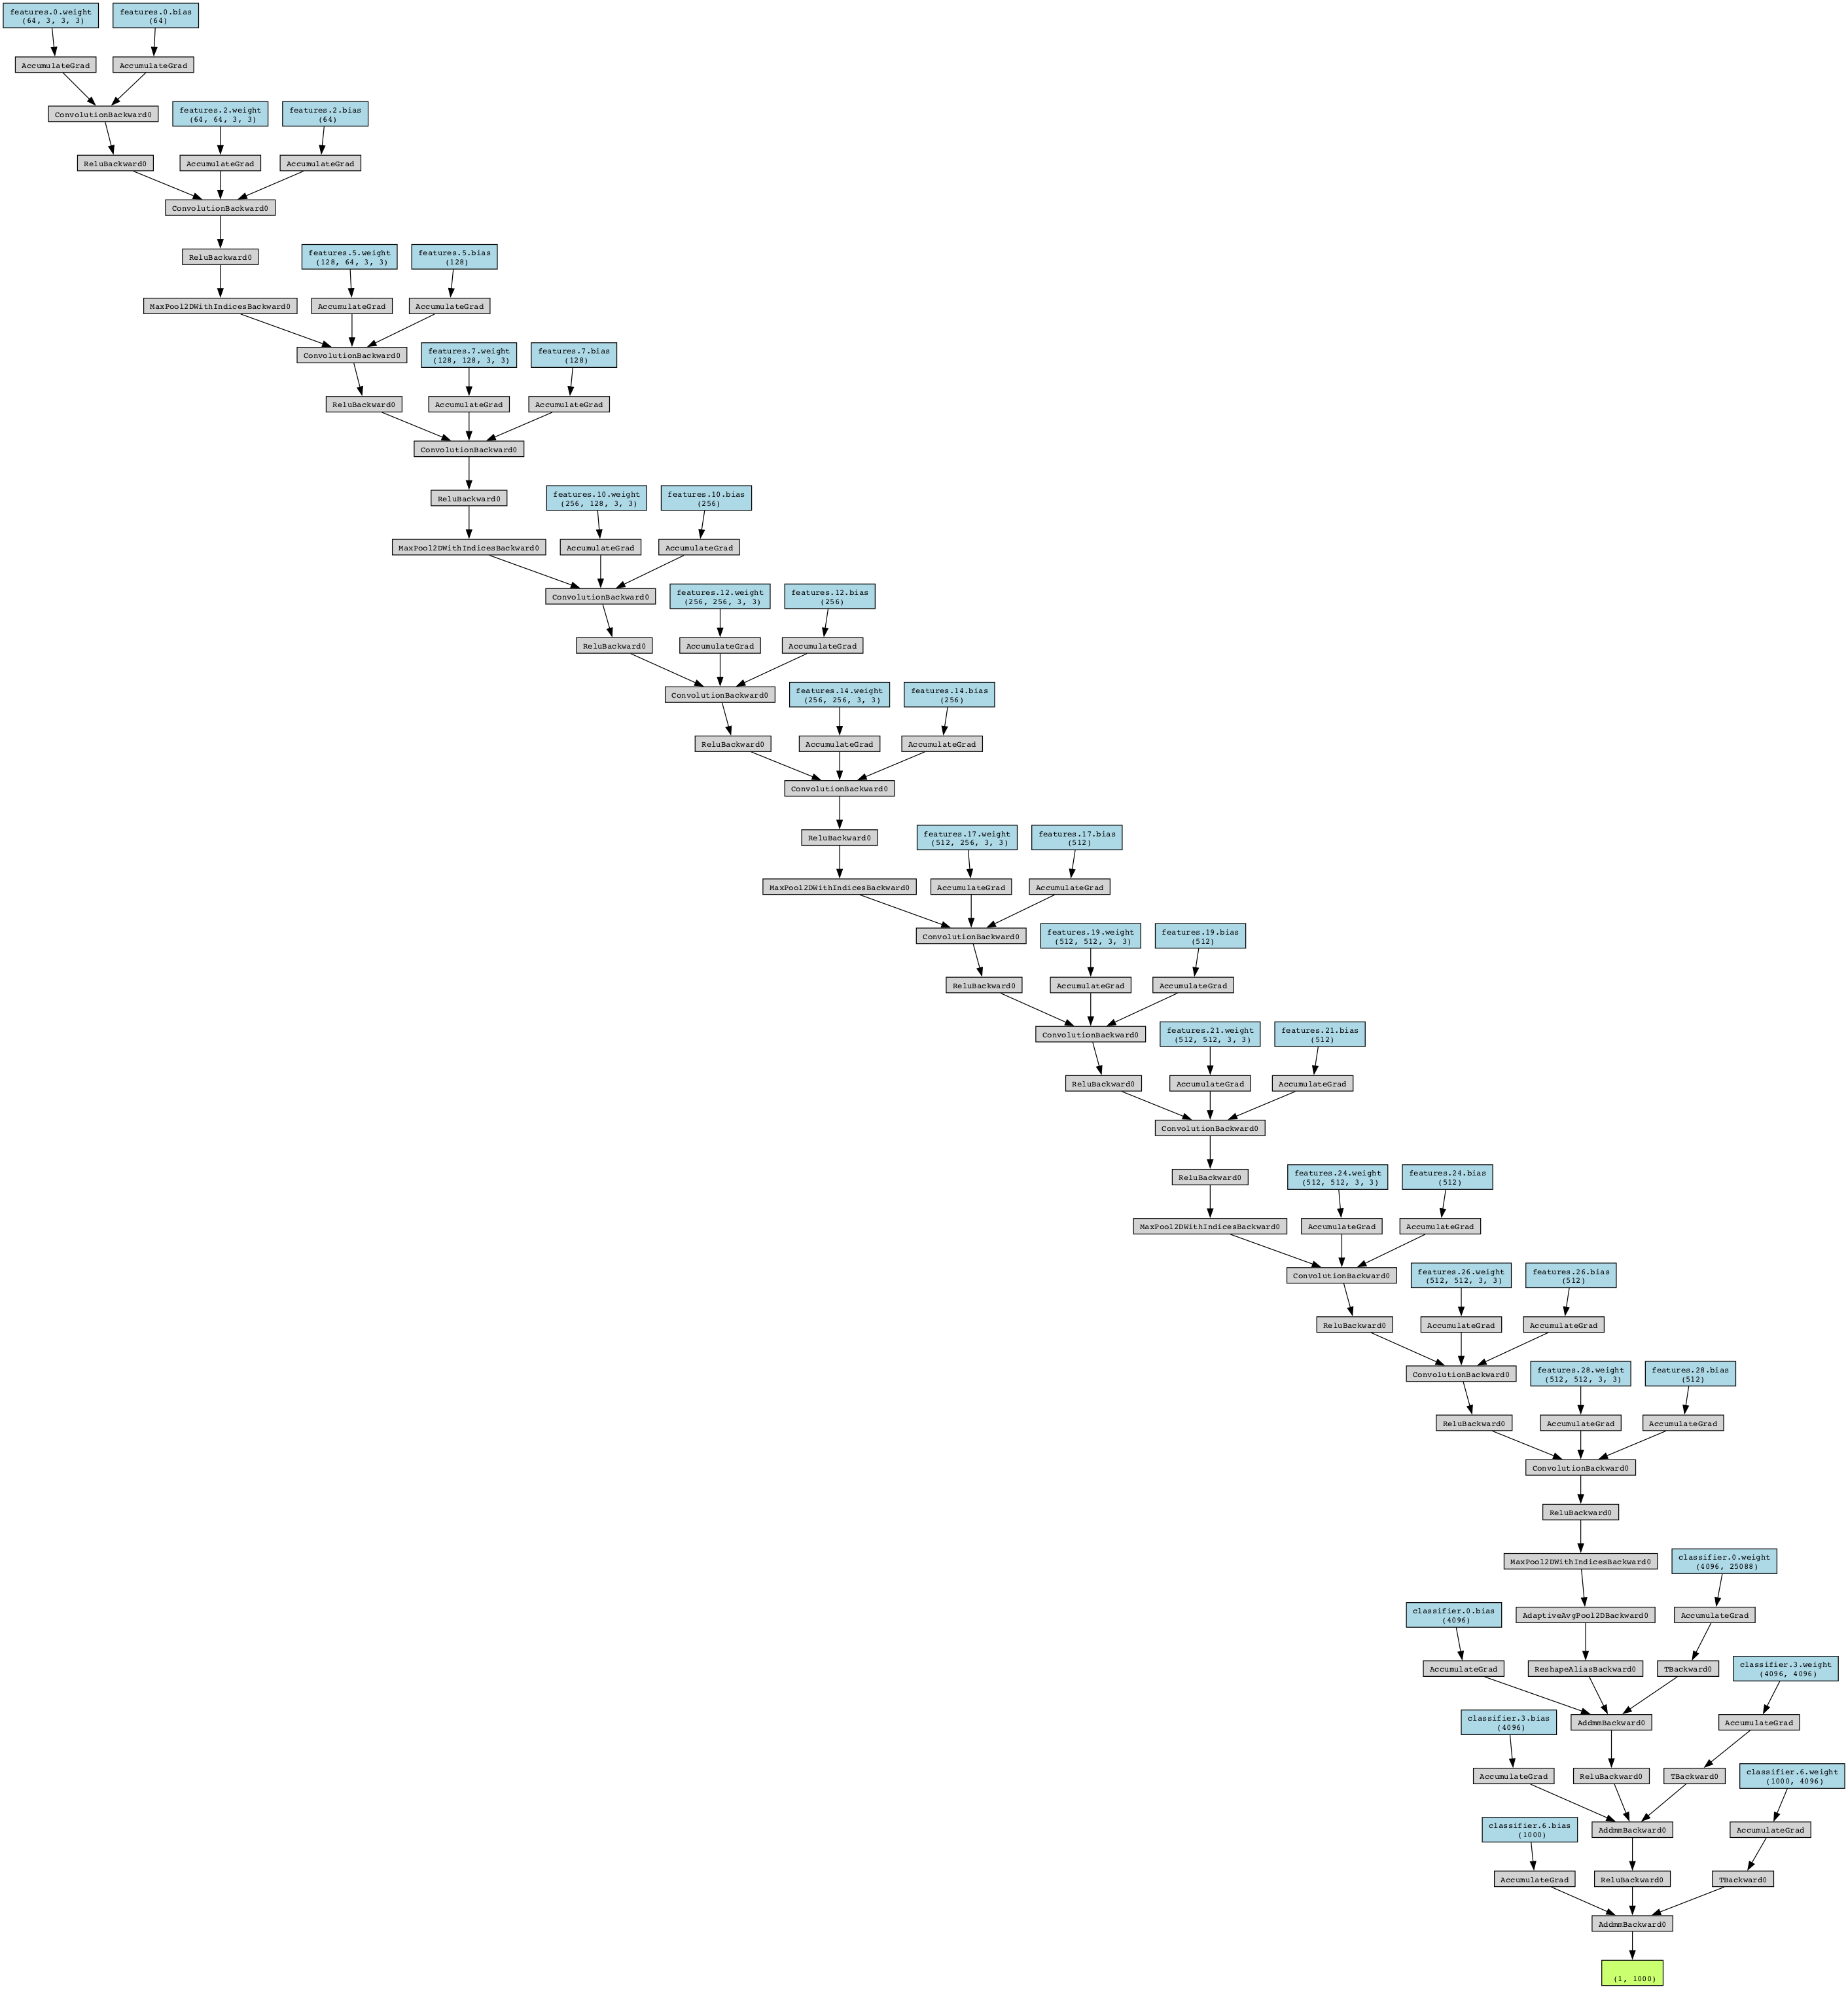 features.0.weight
(64, 3, 3, 3)
features.0.bias
(64)
AccumulateGrad
AccumulateGrad
ConvolutionBackward0
features.2.weight
(64, 64, 3, 3)
features.2.bias
(64)
ReluBackward0
AccumulateGrad
AccumulateGrad
ConvolutionBackward0
ReluBackward0
features.5.weight
(128, 64, 3, 3)
features.5.bias
(128)
MaxPool2DWithIndicesBackward0
AccumulateGrad
AccumulateGrad
ConvolutionBackward0
features.7.weight
(128, 128, 3, 3)
features.7.bias
(128)
ReluBackward0
AccumulateGrad
AccumulateGrad
ConvolutionBackward0
ReluBackward0
features.10.weight
(256, 128, 3, 3)
features.10.bias
(256)
MaxPool2DWithIndicesBackward0
AccumulateGrad
AccumulateGrad
ConvolutionBackward0
features.12.weight
(256, 256, 3, 3)
features.12.bias
(256)
ReluBackward0
AccumulateGrad
AccumulateGrad
ConvolutionBackward0
features.14.weight
(256, 256, 3, 3)
features.14.bias
(256)
ReluBackward0
AccumulateGrad
AccumulateGrad
ConvolutionBackward0
ReluBackward0
features.17.weight
(512, 256, 3, 3)
features.17.bias
(512)
MaxPool2DWithIndicesBackward0
AccumulateGrad
AccumulateGrad
ConvolutionBackward0
features.19.weight
(512, 512, 3, 3)
features.19.bias
(512)
ReluBackward0
AccumulateGrad
AccumulateGrad
ConvolutionBackward0
features.21.weight
(512, 512, 3, 3)
features.21.bias
(512)
ReluBackward0
AccumulateGrad
AccumulateGrad
ConvolutionBackward0
ReluBackward0
features.24.weight
(512, 512, 3, 3)
features.24.bias
(512)
MaxPool2DWithIndicesBackward0
AccumulateGrad
AccumulateGrad
ConvolutionBackward0
features.26.weight
(512, 512, 3, 3)
features.26.bias
(512)
ReluBackward0
AccumulateGrad
AccumulateGrad
ConvolutionBackward0
features.28.weight
(512, 512, 3, 3)
features.28.bias
(512)
ReluBackward0
AccumulateGrad
AccumulateGrad
ConvolutionBackward0
ReluBackward0
MaxPool2DWithIndicesBackward0
classifier.0.weight
(4096, 25088)
classifier.0.bias
(4096)
AdaptiveAvgPool2DBackward0
AccumulateGrad
AccumulateGrad
ReshapeAliasBackward0
TBackward0
classifier.3.weight
(4096, 4096)
classifier.3.bias
(4096)
AddmmBackward0
AccumulateGrad
AccumulateGrad
ReluBackward0
TBackward0
classifier.6.weight
(1000, 4096)
classifier.6.bias
(1000)
AddmmBackward0
AccumulateGrad
AccumulateGrad
ReluBackward0
TBackward0
AddmmBackward0
(1, 1000)